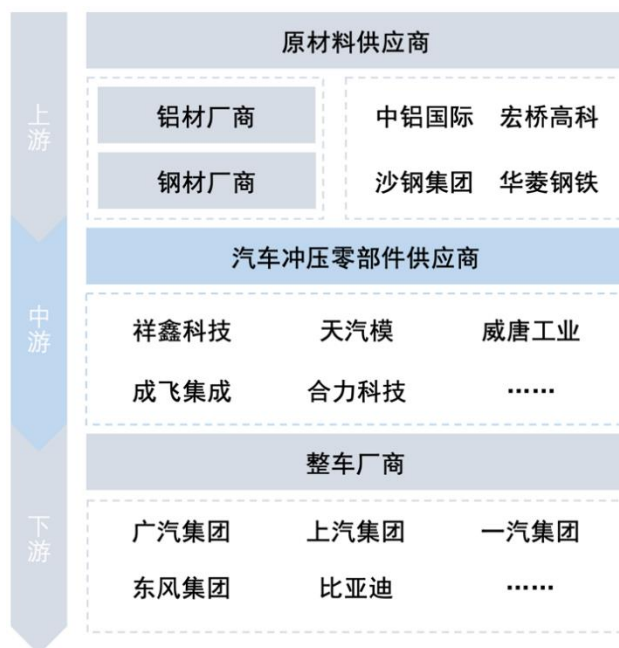 原材料供应商
上游
铝材厂商
中铝国际 宏桥高科
钢材厂商
沙钢集团 华菱钢铁
汽车冲压零部件供应商
中游
祥鑫科技 天汽模 威唐工业
成飞集成 合力科技 ……
整车厂商
下游
广汽集团 上汽集团 一汽集团
东风集团 比亚迪 ……